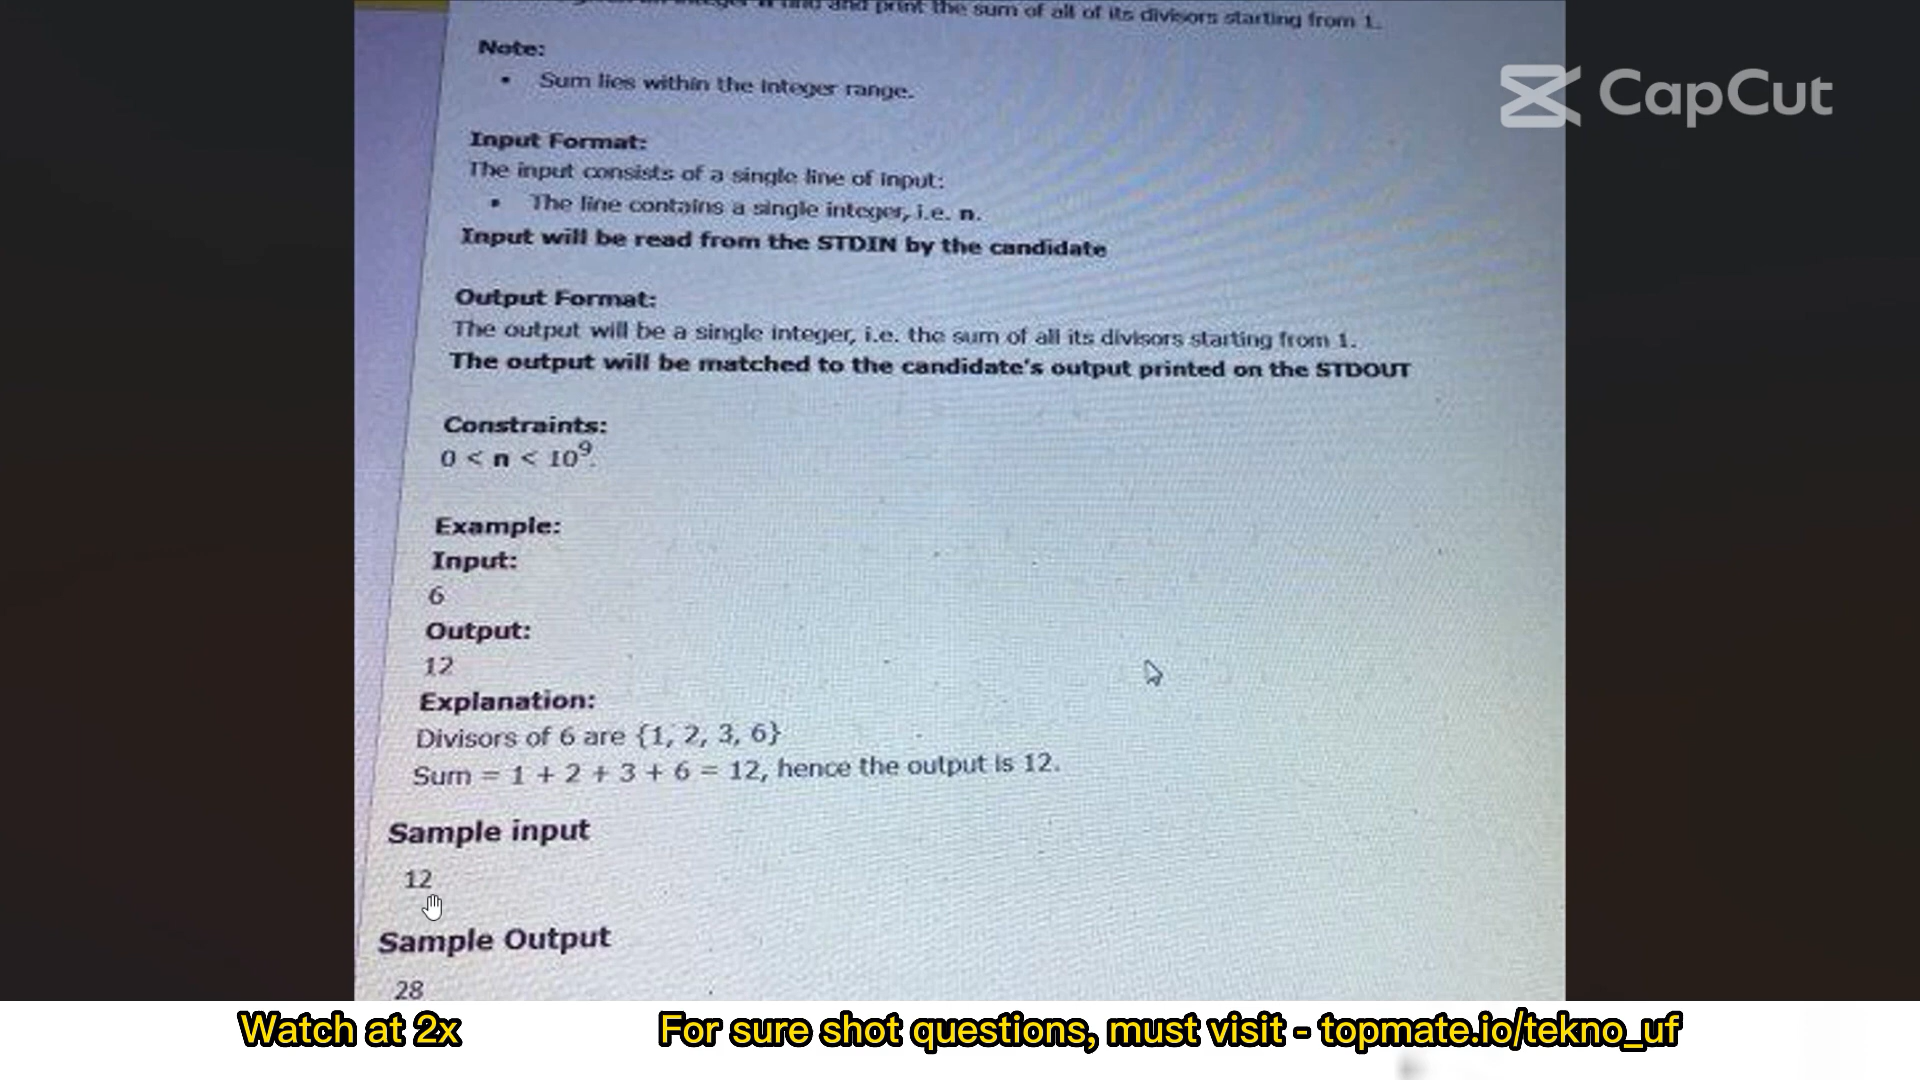 and print the sum of all of its divisors starting from 1.
Note:
• Sum lies within the integer range.
CapCut
Input Format:
The input consists of a single line of input:
• The line contains a single integer, i.e. n.
Input will be read from the STDIN by the candidate
Output Format:
The output will be a single integer, i.e. the sum of all its divisors starting from 1.
The output will be matched to the candidate's output printed on the STDOUT
Constraints:
0 < n < 10⁹.
Example:
Input:
6
Output:
12
Explanation:
Divisors of 6 are {1, 2, 3, 6}
Sum = 1 + 2 + 3 + 6 = 12, hence the output is 12.
Sample input
12
Sample Output
28
Watch at 2x
For sure shot questions, must visit - topmate.io/tekno_uf